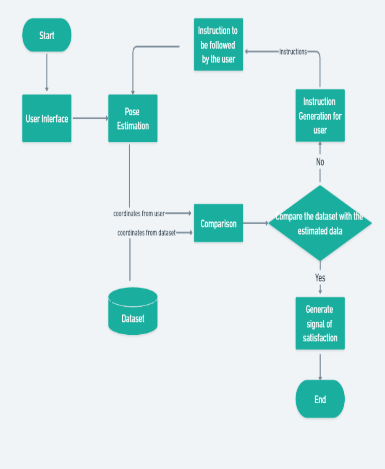 Start
Instruction to
be followed
by the user
Instructions
User Interface
Pose
Estimation
Instruction
Generation for
user
No
coordinates from user
coordinates from dataset
Comparison
Compare the dataset with the
estimated data
Yes
Dataset
Generate
signal of
satisfaction
End